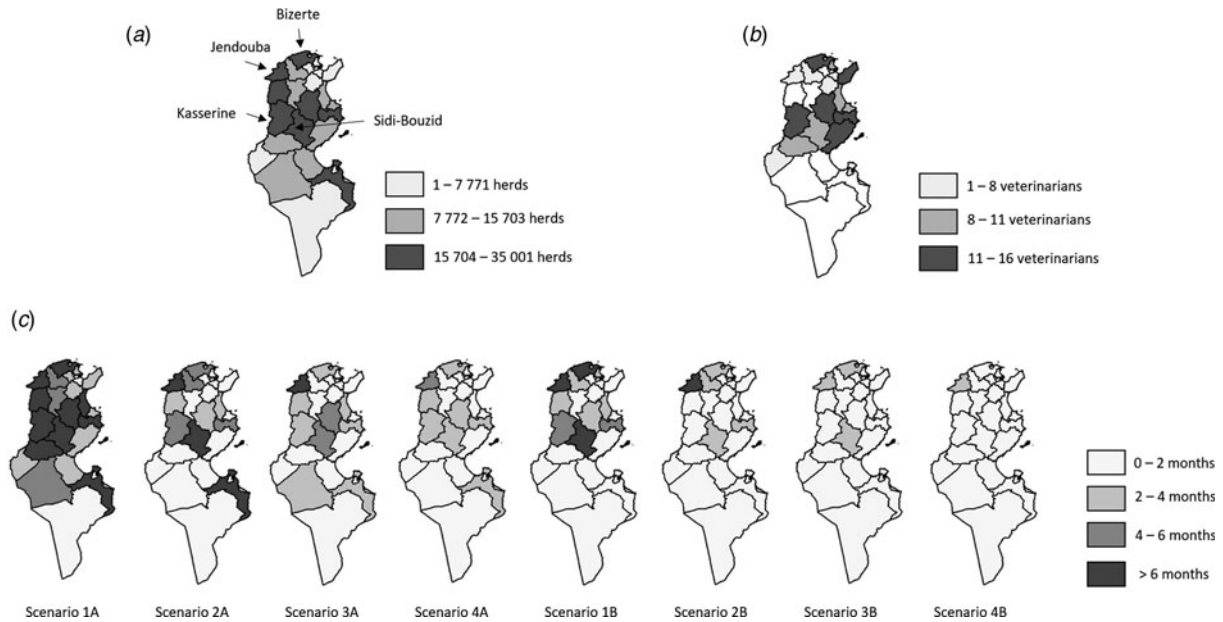 (a)
Bizerte
Jendouba
Kasserine
Sidi-Bouzid
1 – 7 771 herds
7 772 – 15 703 herds
15 704 – 35 001 herds
(b)
1 – 8 veterinarians
8 – 11 veterinarians
11 – 16 veterinarians
(c)
0 – 2 months
2 – 4 months
4 – 6 months
> 6 months
Scenario 1A Scenario 2A Scenario 3A Scenario 4A Scenario 1B Scenario 2B Scenario 3B Scenario 4B